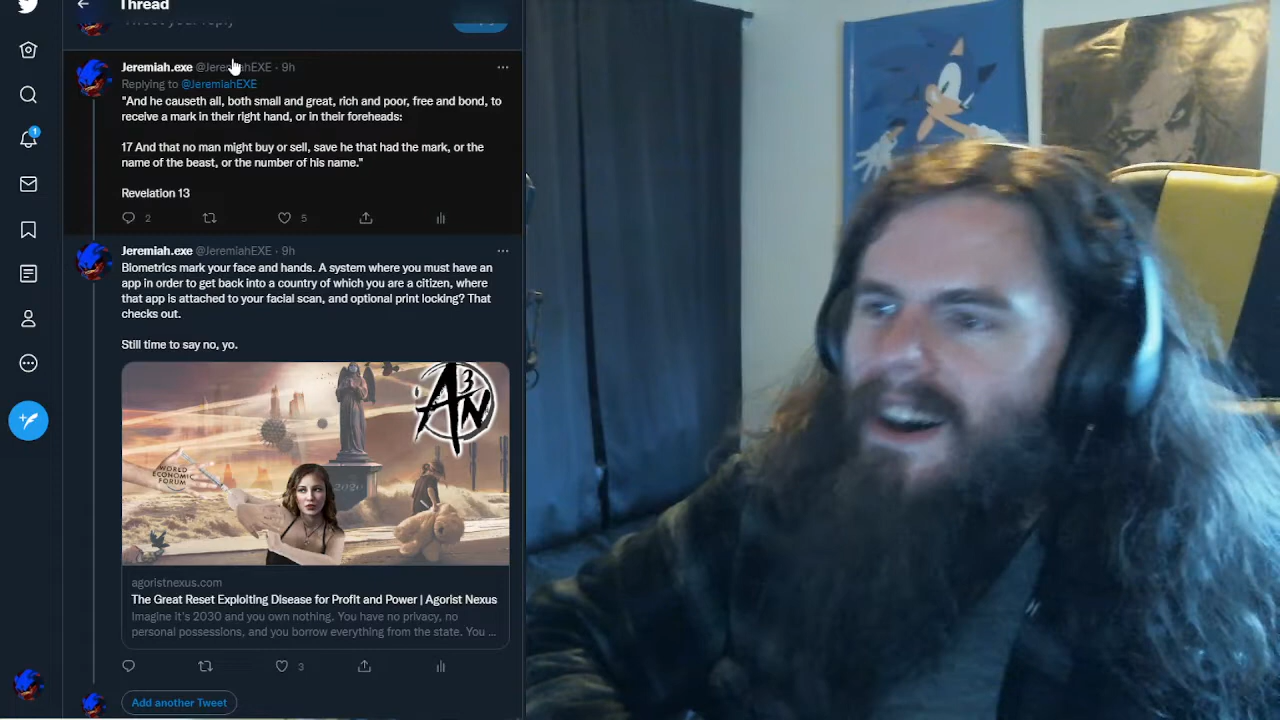 Thread
Tweet your reply
Jeremiah.exe @JeremiahEXE · 9h
Replying to @JeremiahEXE
"And he causeth all, both small and great, rich and poor, free and bond, to
receive a mark in their right hand, or in their foreheads:
17 And that no man might buy or sell, save he that had the mark, or the
name of the beast, or the number of his name."
Revelation 13
2 5
1
Jeremiah.exe @JeremiahEXE · 9h
Biometrics mark your face and hands. A system where you must have an
app in order to get back into a country of which you are a citizen, where
that app is attached to your facial scan, and optional print locking? That
checks out.
Still time to say no, yo.
A3N
WORLD
ECONOMIC
FORUM
2020
agoristnexus.com
The Great Reset Exploiting Disease for Profit and Power | Agorist Nexus
Imagine it's 2030 and you own nothing. You have no privacy, no
personal possessions, and you borrow everything from the state. You ...
3
Add another Tweet